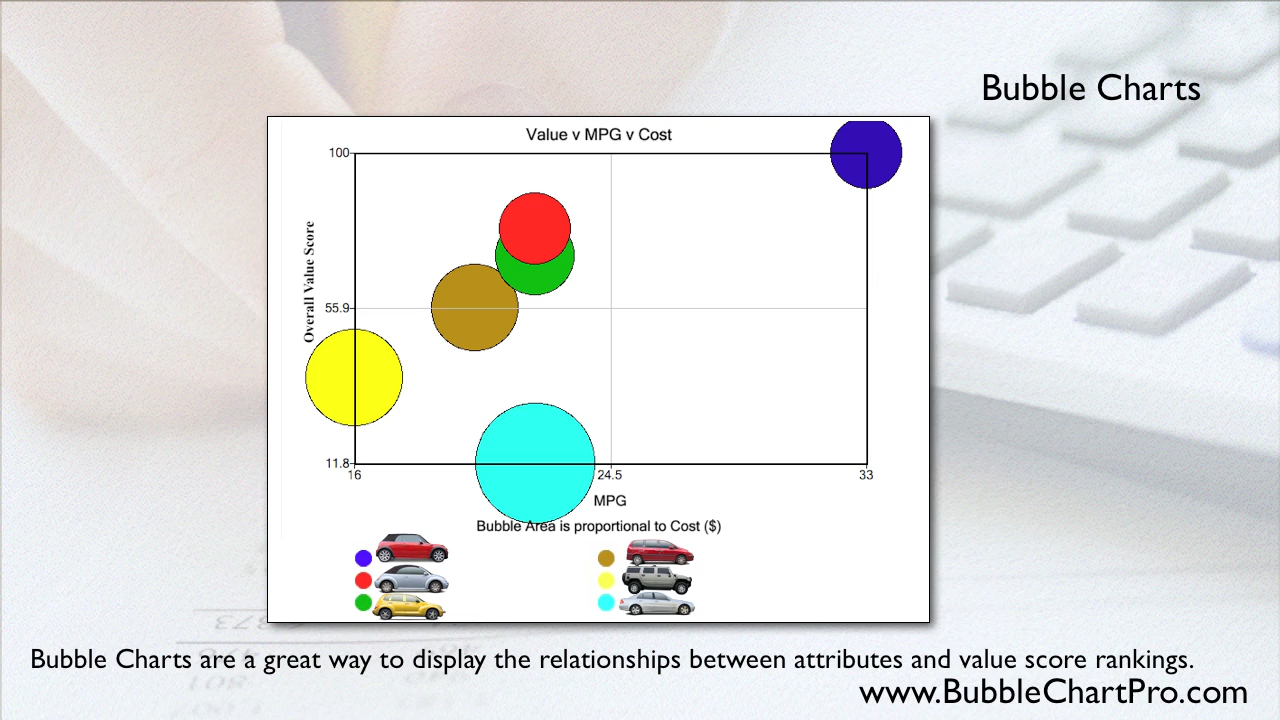 Bubble Charts
Value v MPG v Cost
100
Overall Value Score
55.9
11.8
16
24.5
33
MPG
Bubble Area is proportional to Cost ($)
Bubble Charts are a great way to display the relationships between attributes and value score rankings.
www.BubbleChartPro.com